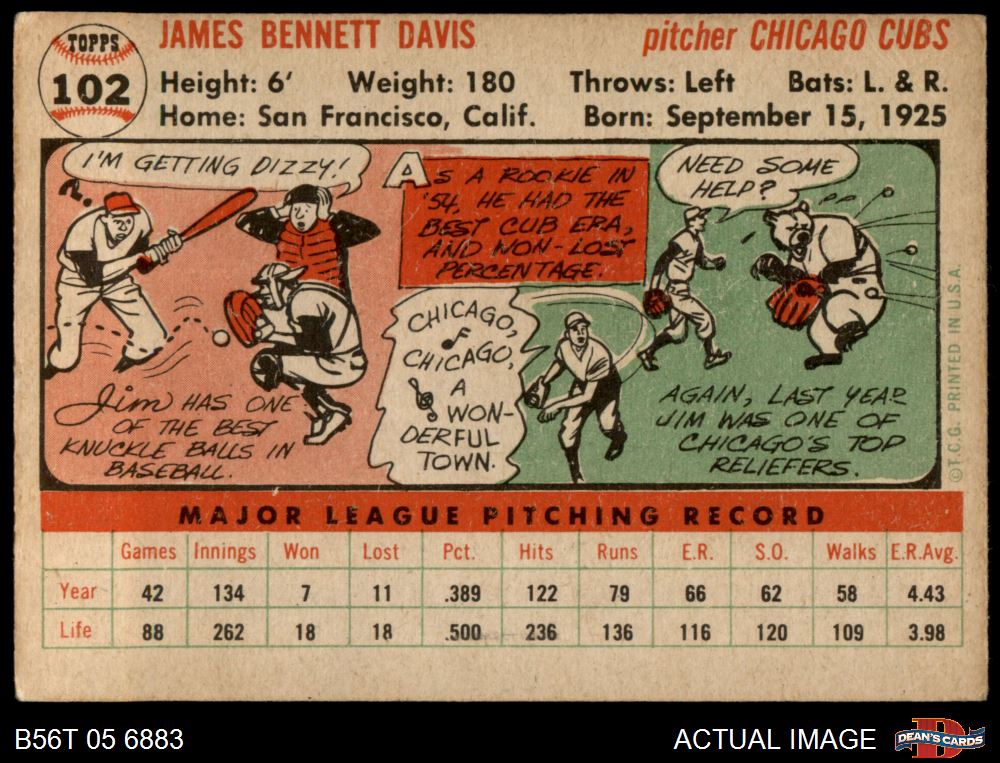 TOPPS
102
JAMES BENNETT DAVIS
pitcher CHICAGO CUBS
Height: 6' Weight: 180 Throws: Left Bats: L. & R.
Home: San Francisco, Calif. Born: September 15, 1925
I'M GETTING DIZZY!
Jim HAS ONE
OF THE BEST
KNUCKLE BALLS IN
BASEBALL.
AS A ROOKIE IN
'54, HE HAD THE
BEST CUB ERA,
AND WON-LOST
PERCENTAGE.
CHICAGO,
CHICAGO,
A
WON-
DERFUL
TOWN.
NEED SOME
HELP?
AGAIN, LAST YEAR
JIM WAS ONE OF
CHICAGO'S TOP
RELIEFERS.
© T.C.G. PRINTED IN U.S.A.
MAJOR LEAGUE PITCHING RECORD
Games Innings Won Lost Pct. Hits Runs E.R. S.O. Walks E.R.Avg.
Year 42 134 7 11 .389 122 79 66 62 58 4.43
Life 88 262 18 18 .500 236 136 116 120 109 3.98
B56T 05 6883
ACTUAL IMAGE
DEAN'S CARDS